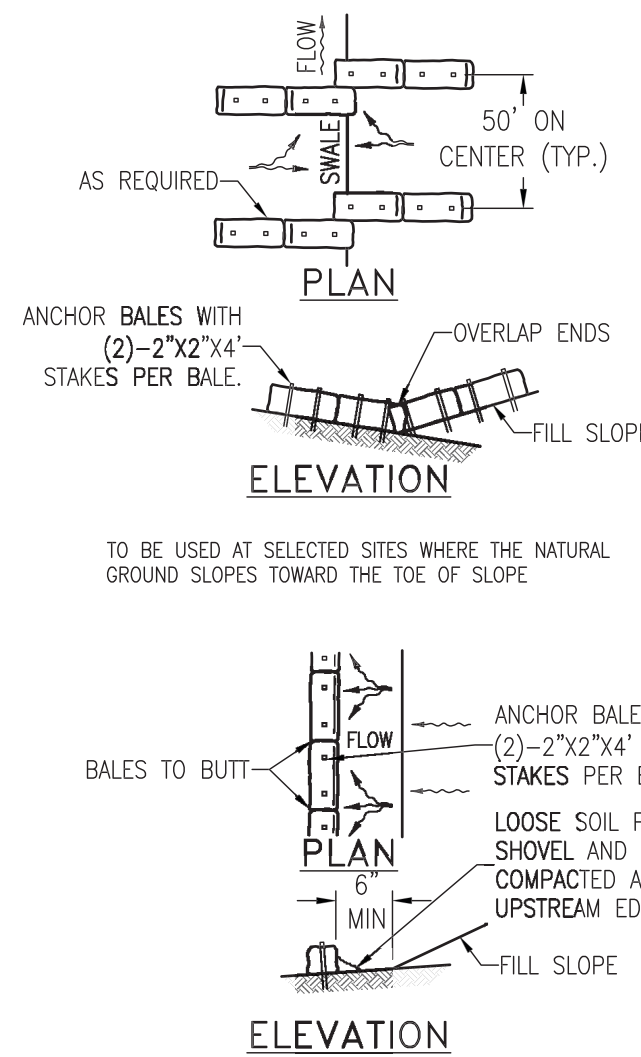 FLOW
50' ON
CENTER (TYP.)
SWALE
AS REQUIRED
PLAN
ANCHOR BALES WITH
(2)-2"X2"X4'
STAKES PER BALE.
OVERLAP ENDS
FILL SLOPE
ELEVATION
TO BE USED AT SELECTED SITES WHERE THE NATURAL
GROUND SLOPES TOWARD THE TOE OF SLOPE
ANCHOR BALE
(2)-2"X2"X4'
STAKES PER
FLOW
BALES TO BUTT
LOOSE SOIL
SHOVEL AND
COMPACTED
UPSTREAM
PLAN
6"
MIN
FILL SLOPE
ELEVATION